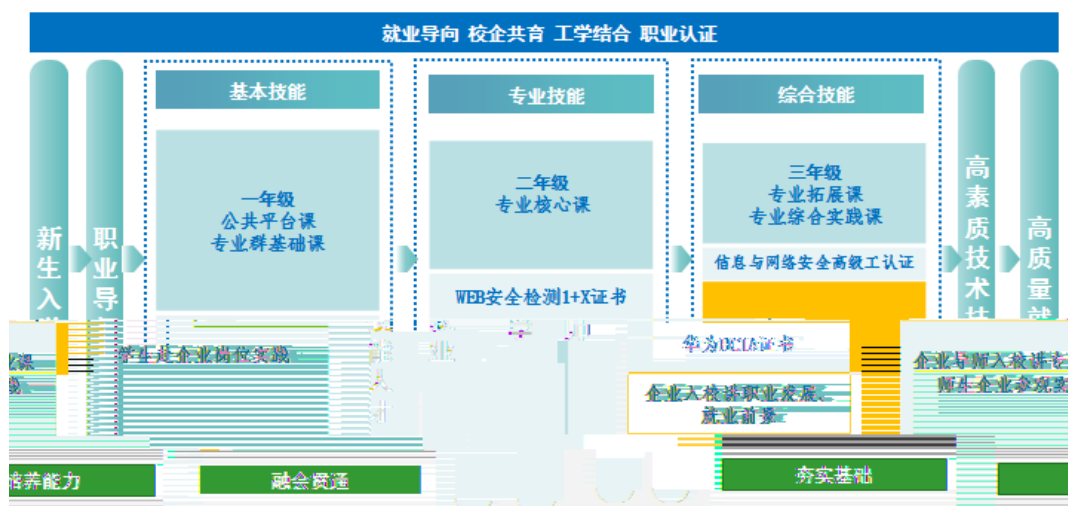 就业导向 校企共育 工学结合 职业认证
新生入
职业导
基本技能
一年级
公共平台课
专业群基础课
专业技能
二年级
专业核心课
WEB安全检测1+X证书
综合技能
三年级
专业拓展课
专业综合实践课
信息与网络安全高级工认证
高素质技术技
高质量就
学生进企业岗位实践
华为DCIA证书
企业入校讲职业发展、
就业前景
企业导师入校讲专
师生企业参观实
培养能力
融会贯通
夯实基础